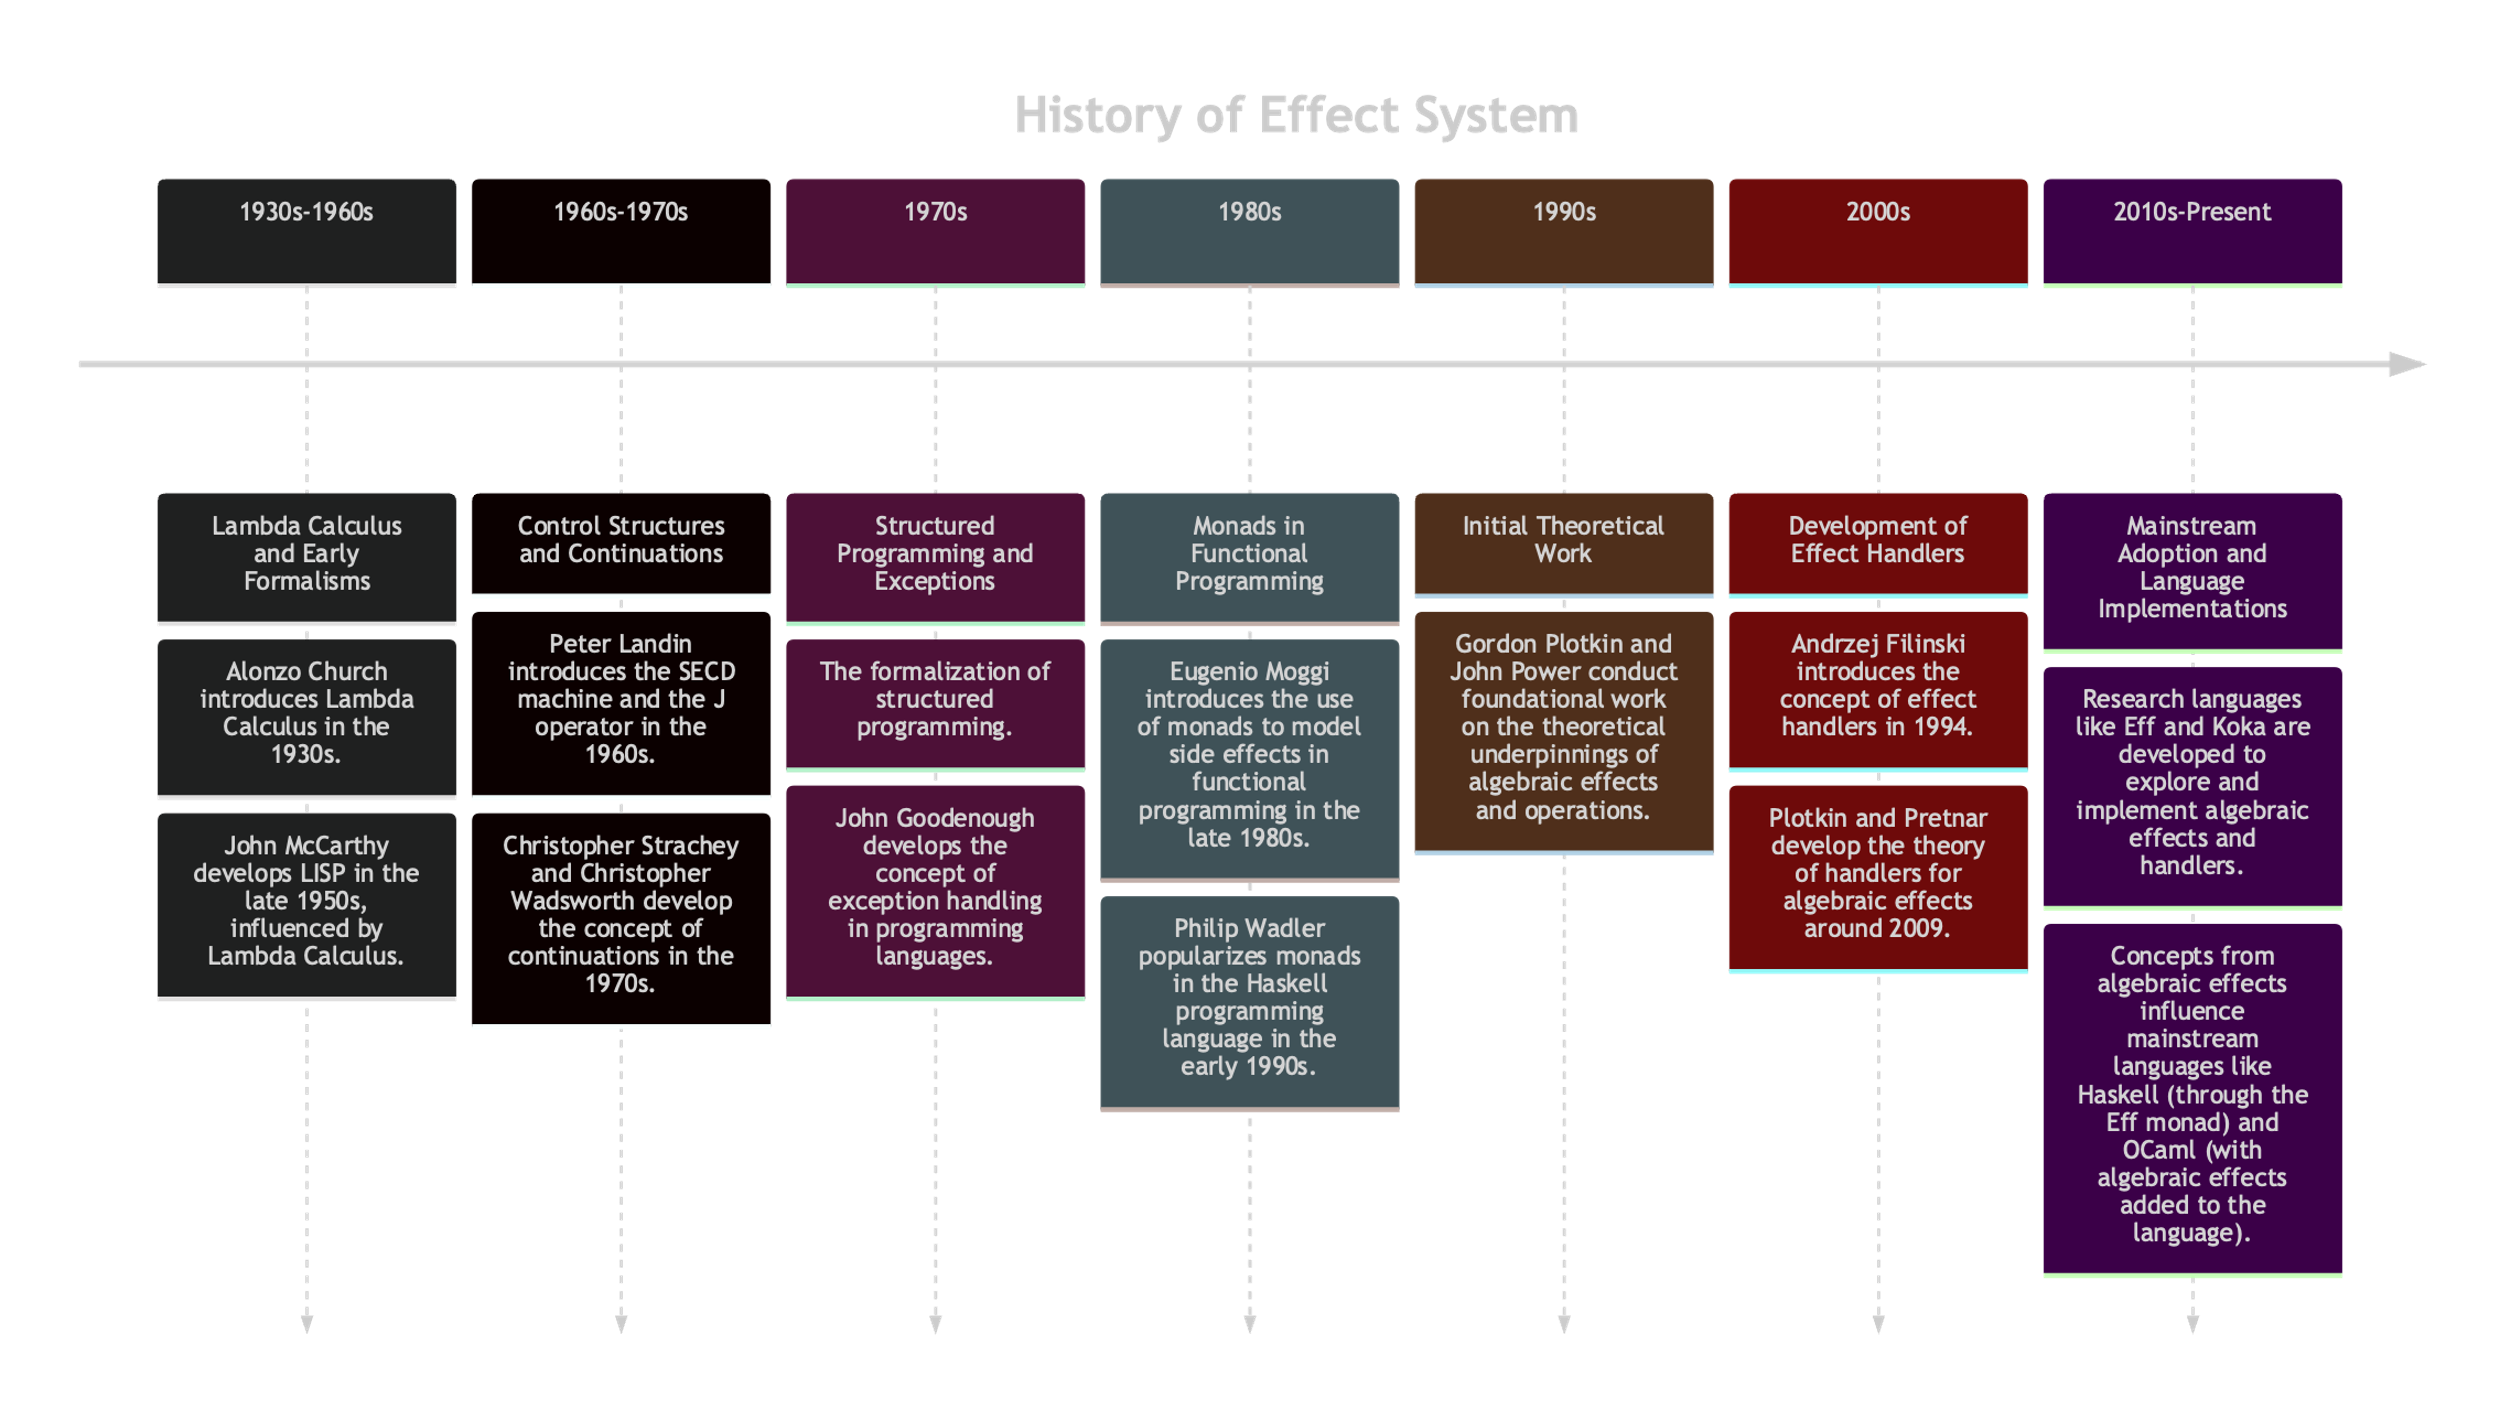 History of Effect System
1930s-1960s
1960s-1970s
1970s
1980s
1990s
2000s
2010s-Present
Lambda Calculus
and Early
Formalisms
Alonzo Church
introduces Lambda
Calculus in the
1930s.
John McCarthy
develops LISP in the
late 1950s,
influenced by
Lambda Calculus.
Control Structures
and Continuations
Peter Landin
introduces the SECD
machine and the J
operator in the
1960s.
Christopher Strachey
and Christopher
Wadsworth develop
the concept of
continuations in the
1970s.
Structured
Programming and
Exceptions
The formalization of
structured
programming.
John Goodenough
develops the
concept of
exception handling
in programming
languages.
Monads in
Functional
Programming
Eugenio Moggi
introduces the use
of monads to model
side effects in
functional
programming in the
late 1980s.
Philip Wadler
popularizes monads
in the Haskell
programming
language in the
early 1990s.
Initial Theoretical
Work
Gordon Plotkin and
John Power conduct
foundational work
on the theoretical
underpinnings of
algebraic effects
and operations.
Development of
Effect Handlers
Andrzej Filinski
introduces the
concept of effect
handlers in 1994.
Plotkin and Pretnar
develop the theory
of handlers for
algebraic effects
around 2009.
Mainstream
Adoption and
Language
Implementations
Research languages
like Eff and Koka are
developed to
explore and
implement algebraic
effects and
handlers.
Concepts from
algebraic effects
influence
mainstream
languages like
Haskell (through the
Eff monad) and
OCaml (with
algebraic effects
added to the
language).